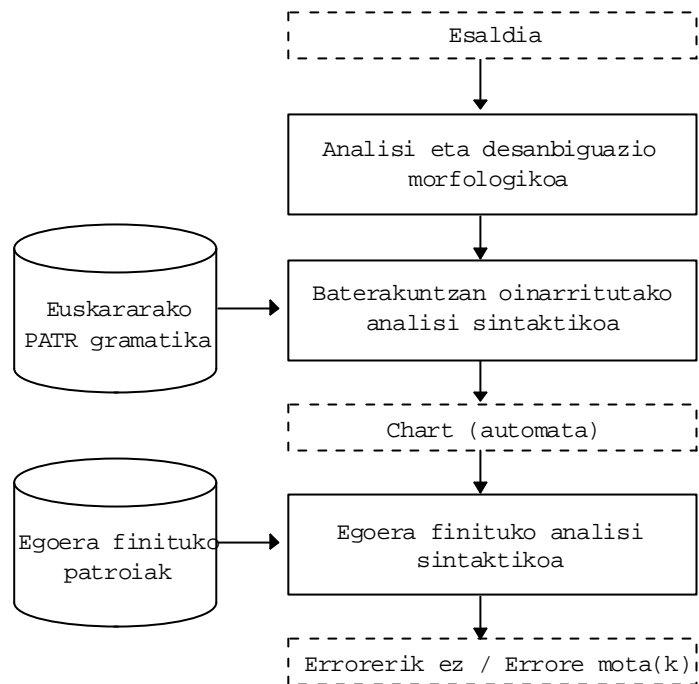 Esaldia
Analisi eta desanbiguazio
morfologikoa
Euskararako
PATR gramatika
Baterakuntzan oinarritutako
analisi sintaktikoa
Chart (automata)
Egoera finituko
patroiak
Egoera finituko analisi
sintaktikoa
Errorerik ez / Errore mota(k)